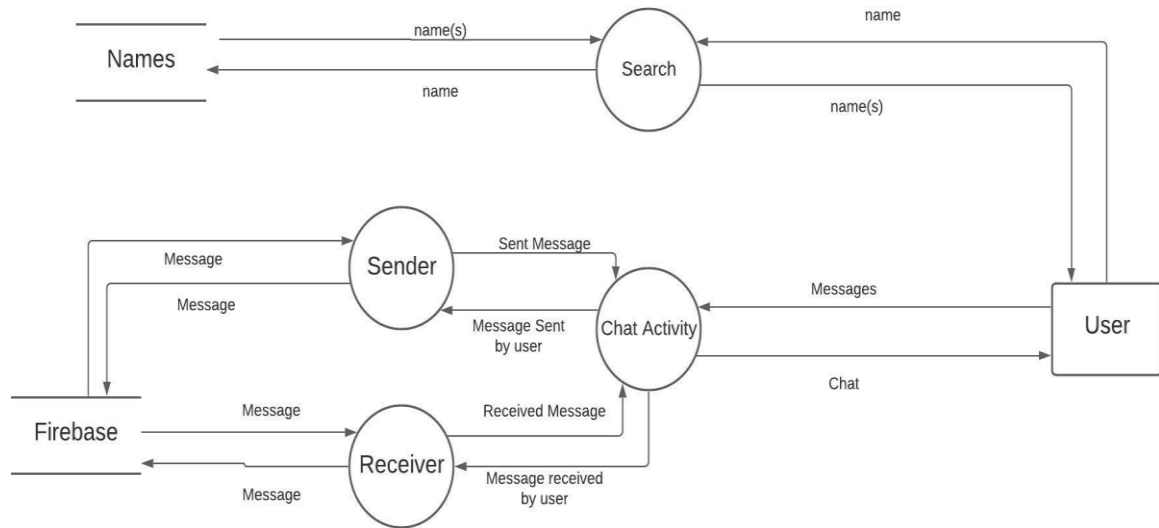 name
name(s)
Names
Search
name
name(s)
Sent Message
Message
Sender
Messages
Message
Chat Activity
User
Message Sent
by user
Chat
Message
Received Message
Firebase
Receiver
Message received
by user
Message